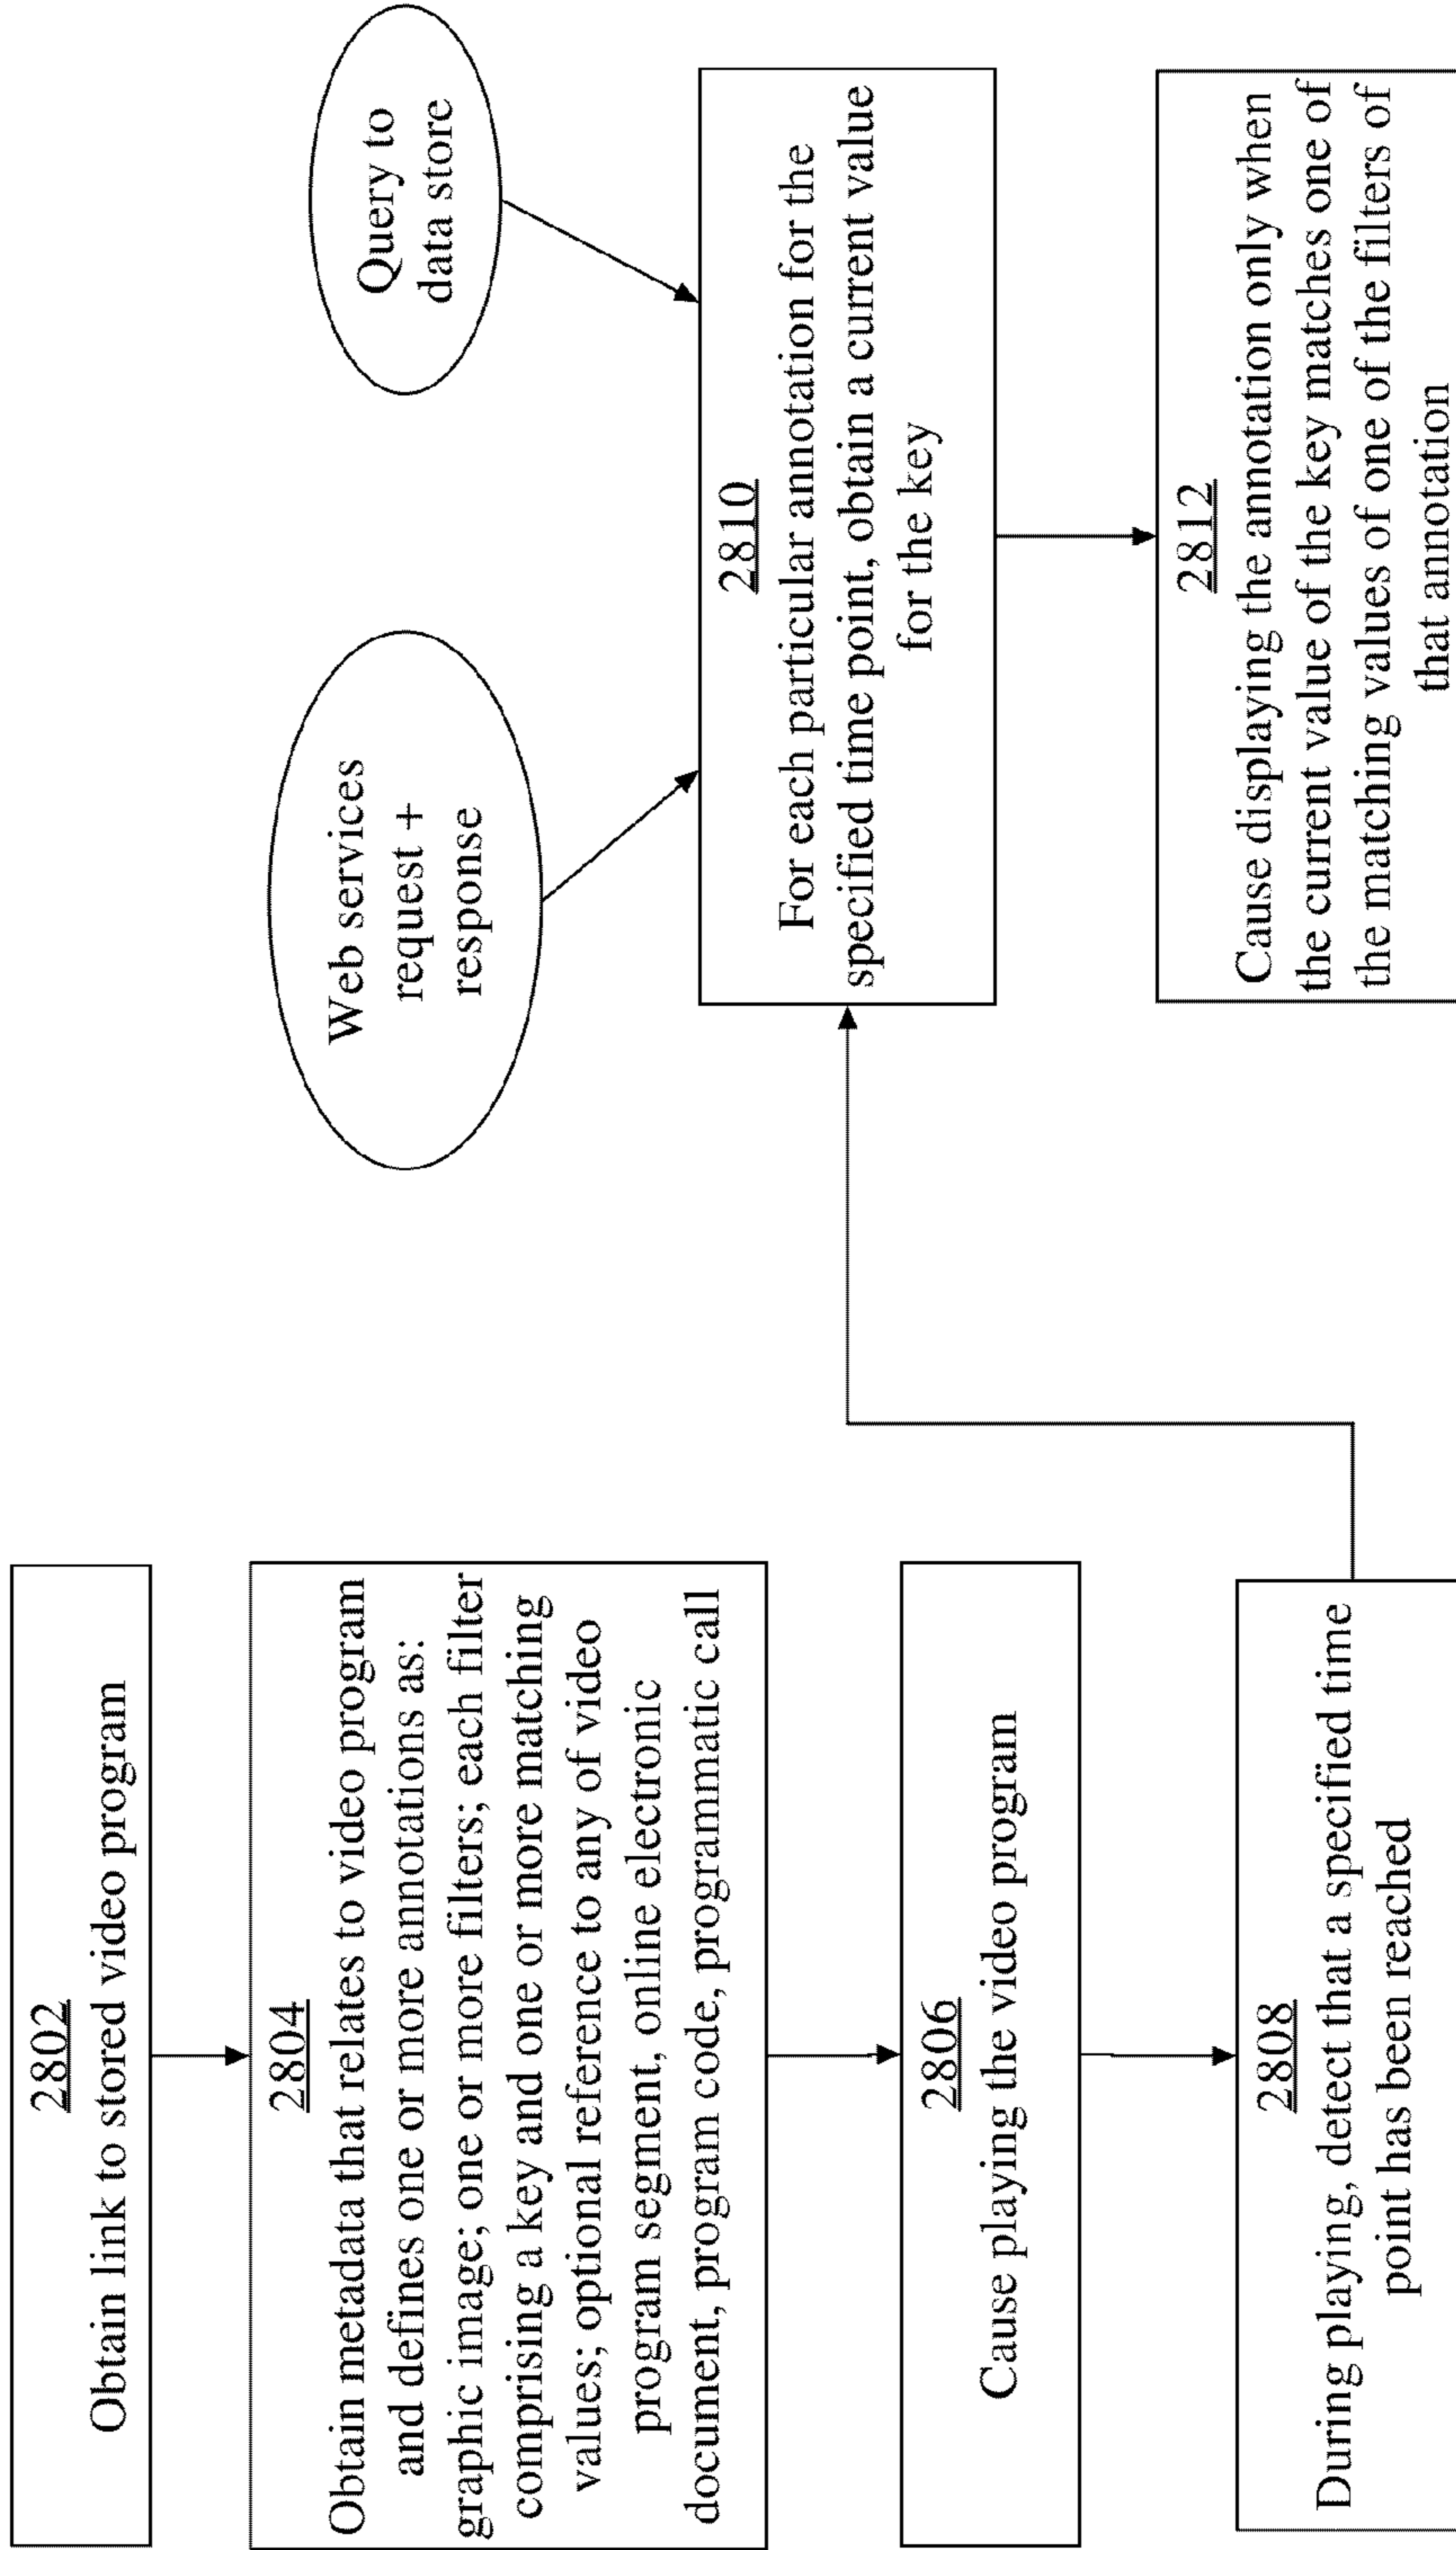 2802
Obtain link to stored video program
2804
Obtain metadata that relates to video program
and defines one or more annotations as:
graphic image; one or more filters; each filter
comprising a key and one or more matching
values; optional reference to any of video
program segment, online electronic
document, program code, programmatic call
2806
Cause playing the video program
2808
During playing, detect that a specified time
point has been reached
Web services
request +
response
Query to
data store
2810
For each particular annotation for the
specified time point, obtain a current value
for the key
2812
Cause displaying the annotation only when
the current value of the key matches one of
the matching values of one of the filters of
that annotation